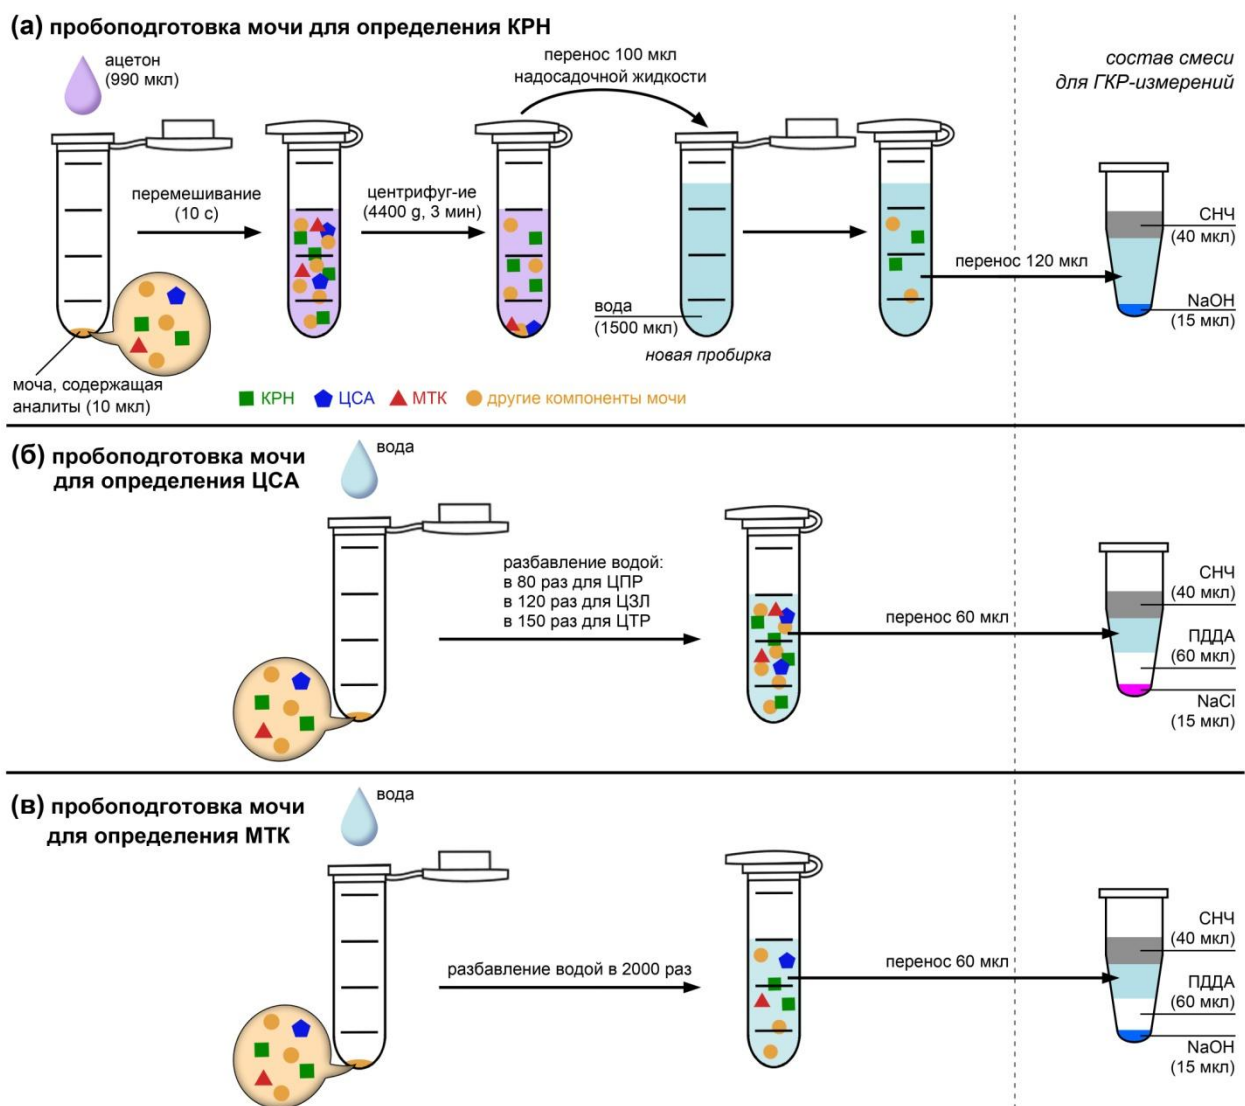 (а) пробоподготовка мочи для определения КРН
ацетон
(990 мкл)
перенос 100 мкл
надосадочной жидкости
состав смеси
для ГКР-измерений
перемешивание
(10 с)
центрифуг-ие
(4400 g, 3 мин)
перенос 120 мкл
СНЧ
(40 мкл)
NaOH
(15 мкл)
вода
(1500 мкл)
новая пробирка
моча, содержащая
аналиты (10 мкл)
КРН ЦСА МТК другие компоненты мочи
(б) пробоподготовка мочи
для определения ЦСА
вода
разбавление водой:
в 80 раз для ЦПР
в 120 раз для ЦЗЛ
в 150 раз для ЦТР
перенос 60 мкл
СНЧ
(40 мкл)
ПДДА
(60 мкл)
NaCl
(15 мкл)
(в) пробоподготовка мочи
для определения МТК
вода
разбавление водой в 2000 раз
перенос 60 мкл
СНЧ
(40 мкл)
ПДДА
(60 мкл)
NaOH
(15 мкл)